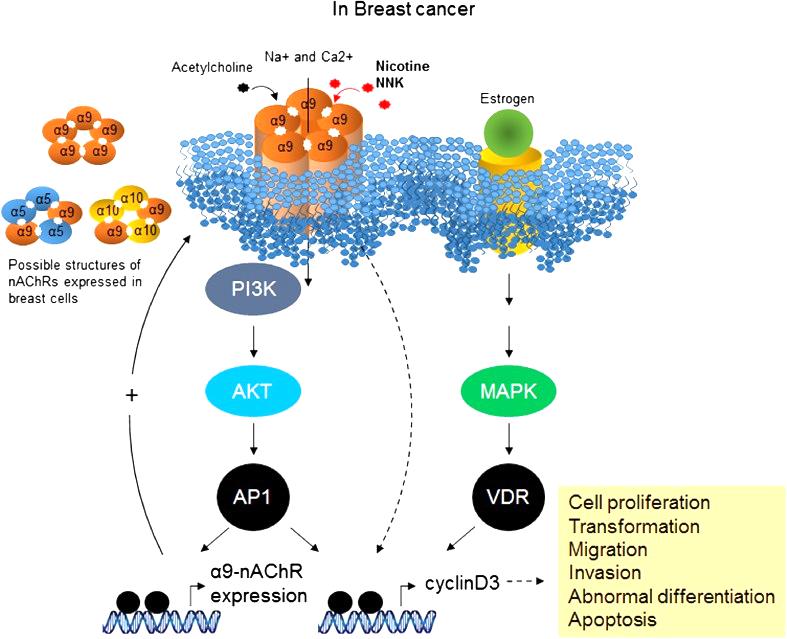 In Breast cancer
Na+ and Ca2+
Acetylcholine
Nicotine
NNK
Estrogen
α9
α9
α9
α9
α9
α9
α9
α9
α9
α9
α5
α5
α9
α9
α5
α10
α10
α9
α9
α10
Possible structures of
nAChRs expressed in
breast cells
PI3K
+
AKT
MAPK
AP1
VDR
α9-nAChR
expression
cyclinD3
Cell proliferation
Transformation
Migration
Invasion
Abnormal differentiation
Apoptosis